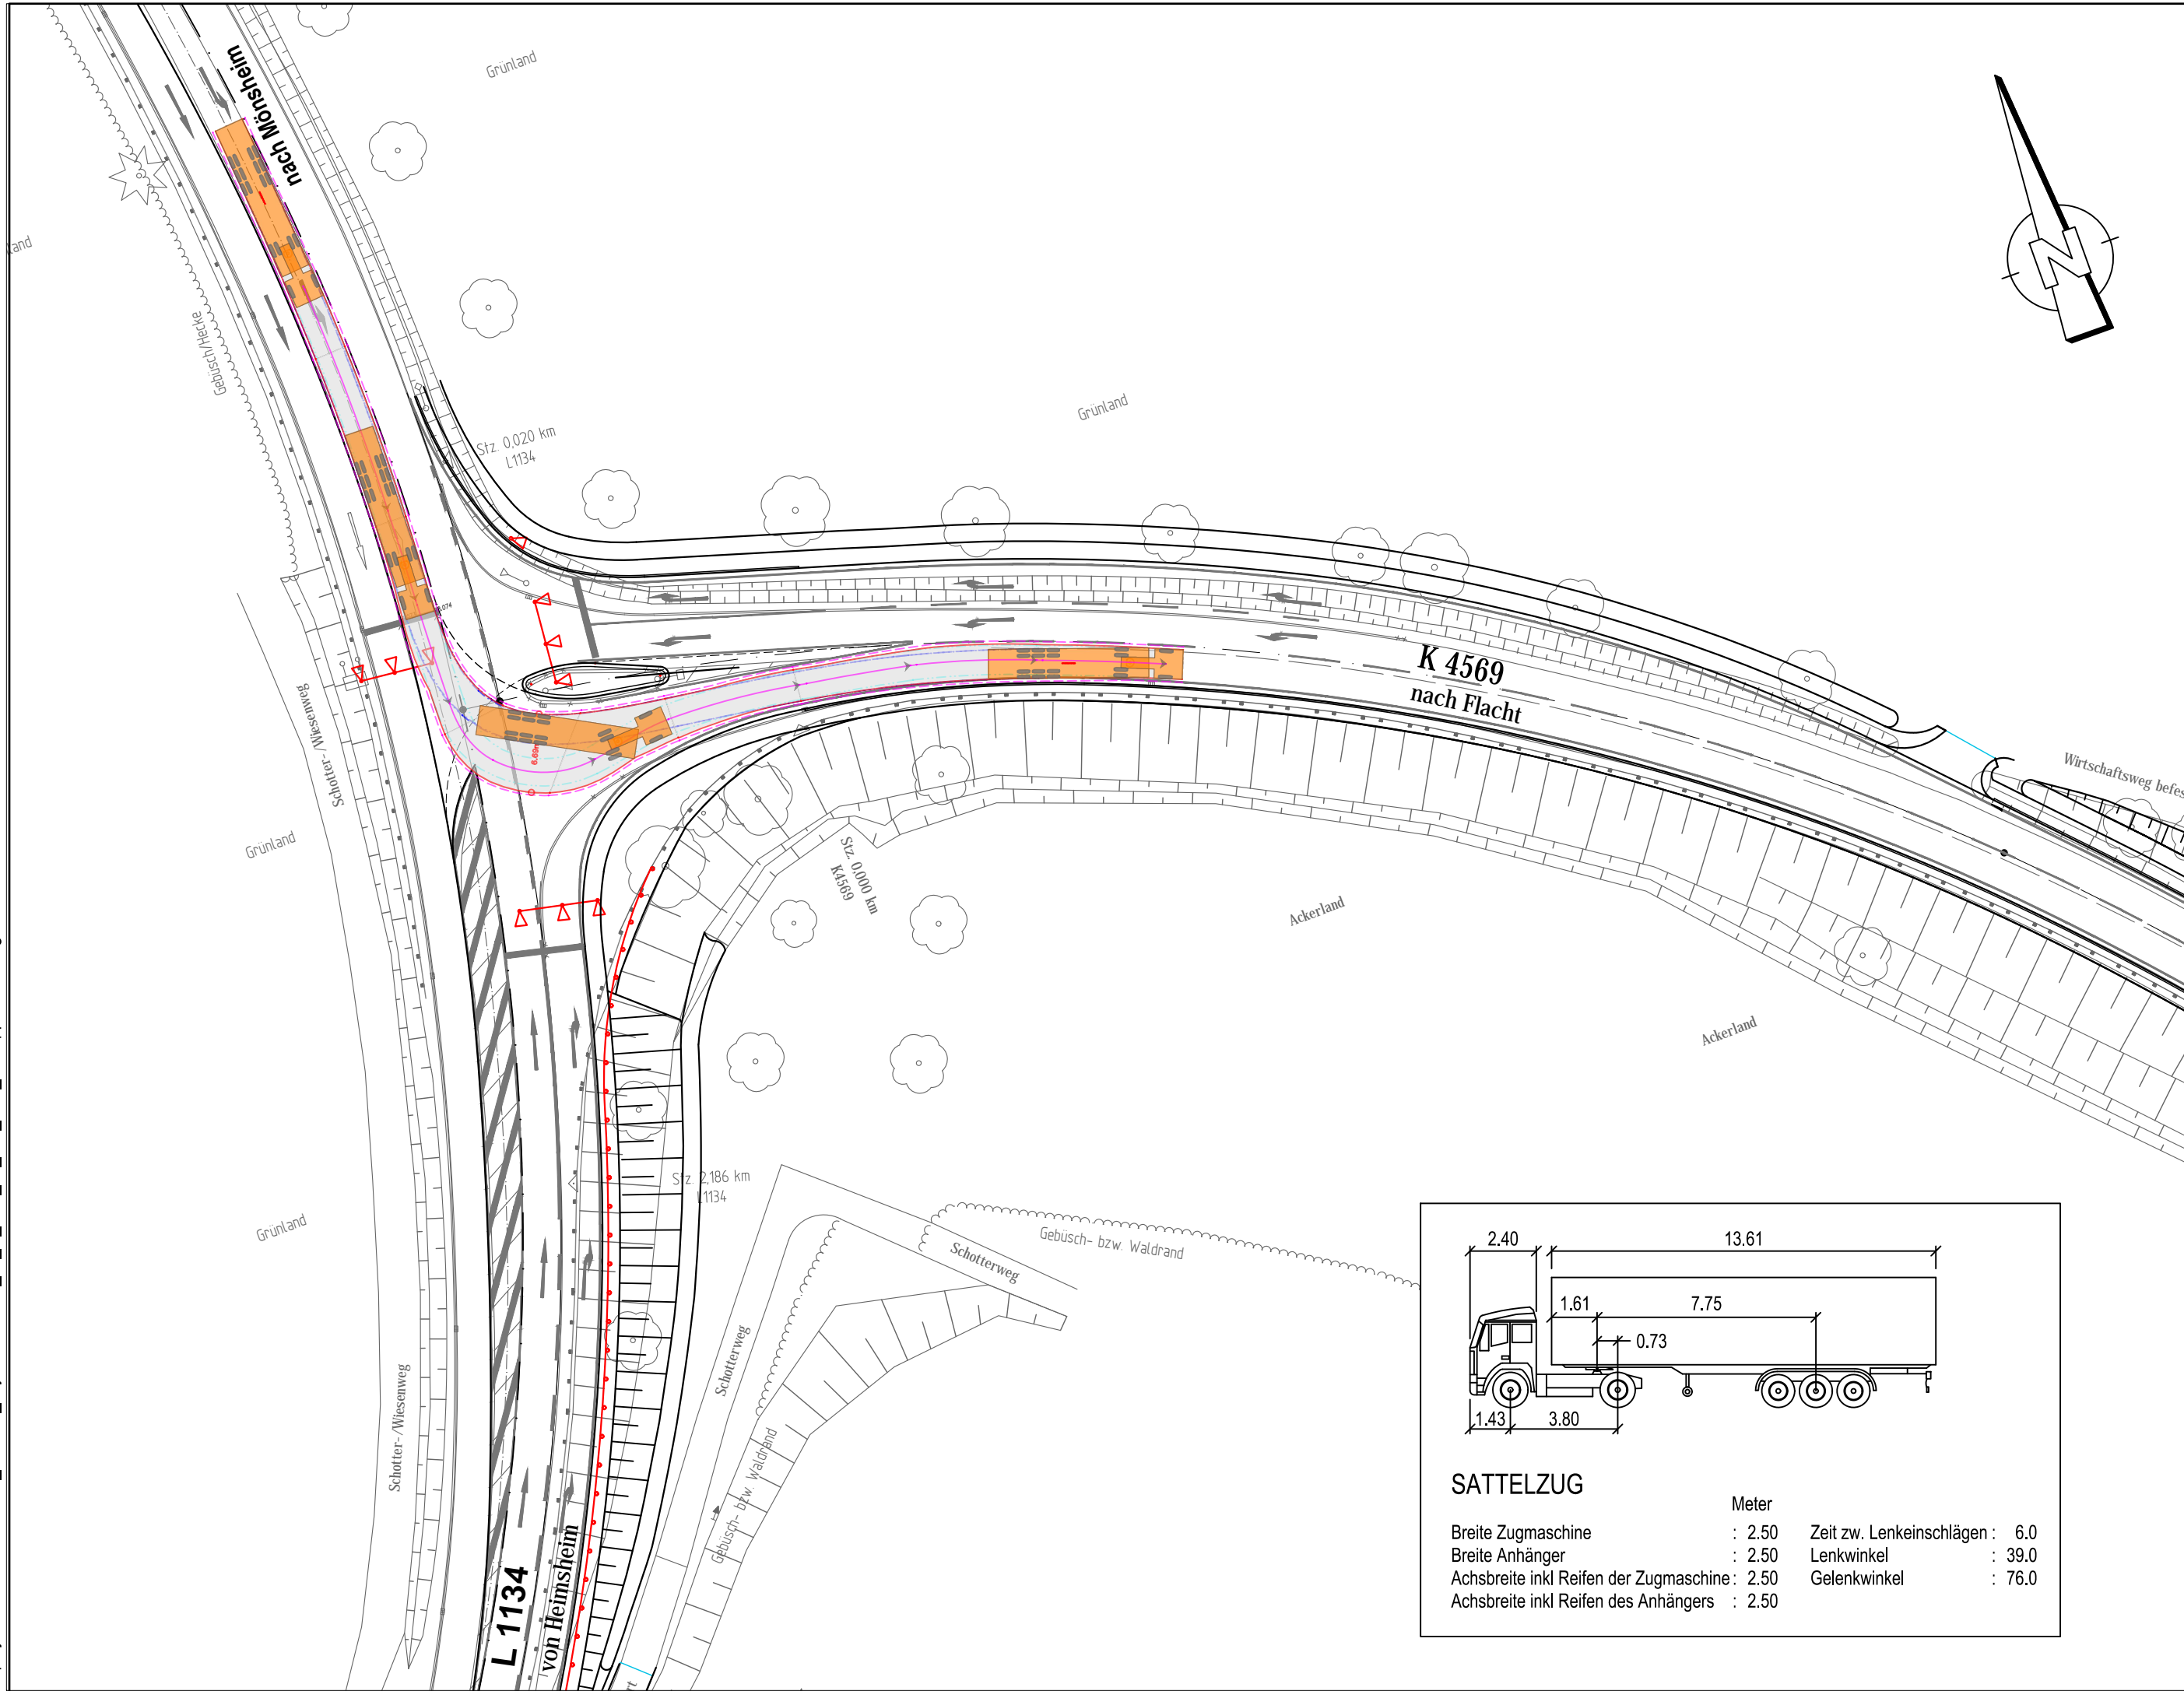 Grünland
nach Mönsheim
land
Gebüsch/Hecke
Stz. 0,020 km
L1134
Grünland
N
K 4569
nach Flacht
Schotter-/Wiesenweg
6.69m
Wirtschaftsweg befes
Grünland
Stz. 0,000 km
K4569
Ackerland
Ackerland
Stz. 2,186 km
L1134
Grünland
Gebüsch- bzw. Waldrand
Schotterweg
Schotterweg
Schotter-/Wiesenweg
Gebüsch- bzw. Waldrand
L 1134
von Heimsheim
2.40
13.61
1.61
7.75
0.73
1.43
3.80
SATTELZUG
Meter
Breite Zugmaschine : 2.50 Zeit zw. Lenkeinschlägen : 6.0
Breite Anhänger : 2.50 Lenkwinkel : 39.0
Achsbreite inkl Reifen der Zugmaschine : 2.50 Gelenkwinkel : 76.0
Achsbreite inkl Reifen des Anhängers : 2.50